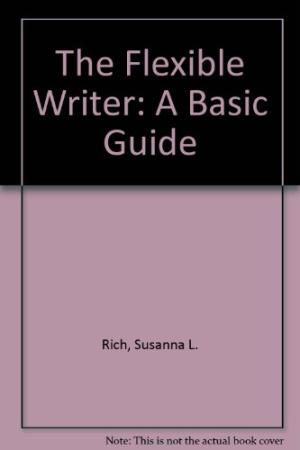 The Flexible
Writer: A Basic
Guide
Rich, Susanna L.
Note: This is not the actual book cover